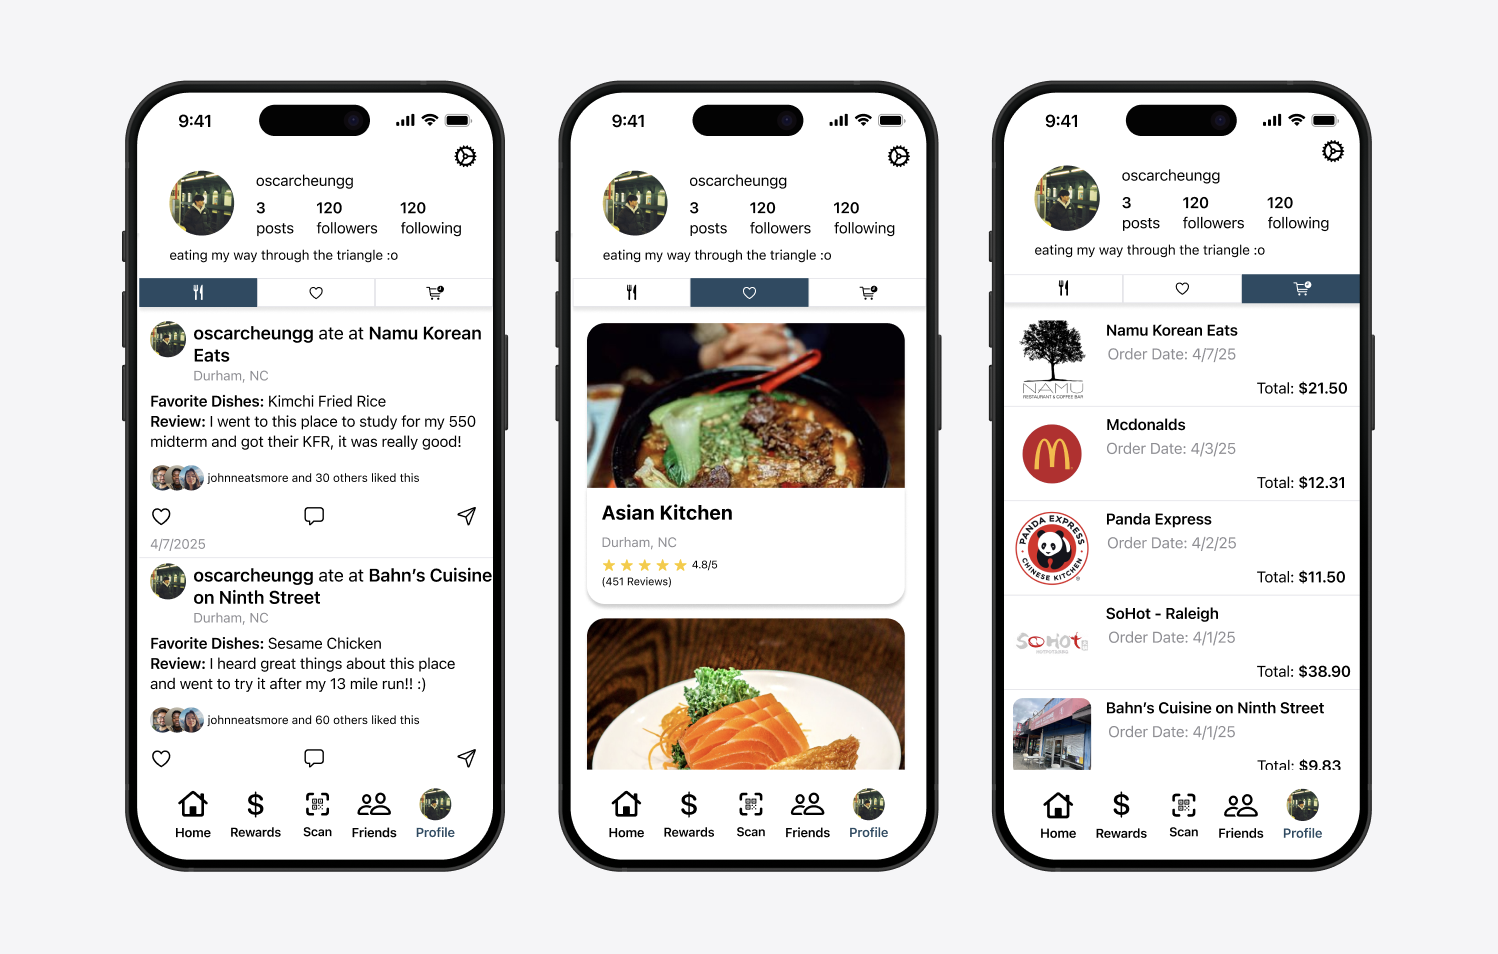 9:41
oscarcheungg
3 120 120
posts followers following
eating my way through the triangle :o
oscarcheungg ate at Namu Korean
Eats
Durham, NC
Favorite Dishes: Kimchi Fried Rice
Review: I went to this place to study for my 550
midterm and got their KFR, it was really good!
johnneatsmore and 30 others liked this
4/7/2025
oscarcheungg ate at Bahn's Cuisine
on Ninth Street
Durham, NC
Favorite Dishes: Sesame Chicken
Review: I heard great things about this place
and went to try it after my 13 mile run!! :)
johnneatsmore and 60 others liked this
Home Rewards Scan Friends Profile
9:41
oscarcheungg
3 120 120
posts followers following
eating my way through the triangle :o
Asian Kitchen
Durham, NC
4.8/5
(451 Reviews)
Home Rewards Scan Friends Profile
9:41
oscarcheungg
3 120 120
posts followers following
eating my way through the triangle :o
NAMU
RESTAURANT & COFFEE BAR
Namu Korean Eats
Order Date: 4/7/25
Total: $21.50
Mcdonalds
Order Date: 4/3/25
Total: $12.31
PANDA EXPRESS
CHINESE KITCHEN
Panda Express
Order Date: 4/2/25
Total: $11.50
SoHot
SoHot - Raleigh
Order Date: 4/1/25
Total: $38.90
Bahn's Cuisine on Ninth Street
Order Date: 4/1/25
Total: $9.83
Home Rewards Scan Friends Profile